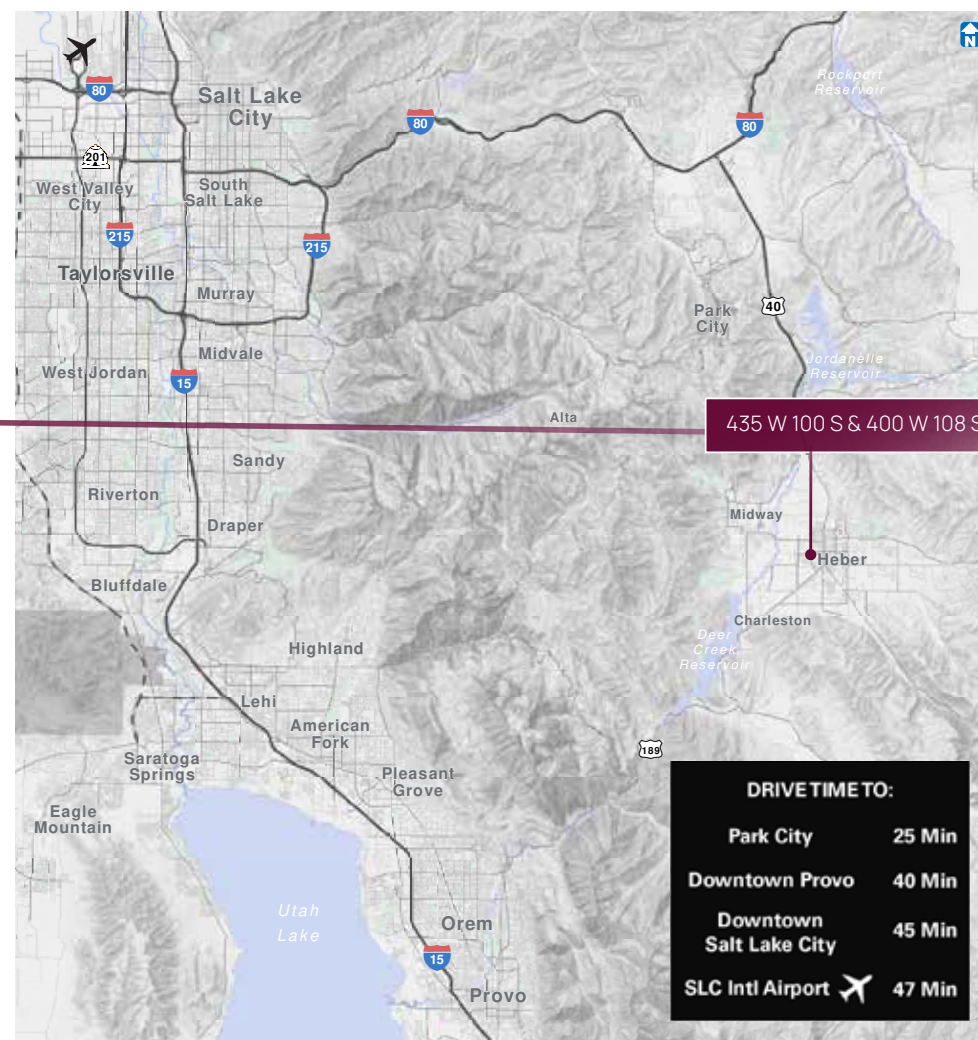 N
Rockport
Reservoir
80
Salt Lake
City
80
80
201
West Valley
City
South
Salt Lake
215
215
Taylorsville
Murray
Park
City
40
Midvale
Jordanelle
Reservoir
West Jordan
15
Alta
435 W 100 S & 400 W 108 S
Sandy
Riverton
Midway
Draper
Heber
Bluffdale
Charleston
Deer
Creek
Reservoir
Highland
Lehi
American
Fork
189
Saratoga
Springs
Pleasant
Grove
Eagle
Mountain
Utah
Lake
Orem
15
Provo
DRIVE TIME TO:
Park City 25 Min
Downtown Provo 40 Min
Downtown
Salt Lake City 45 Min
SLC Intl Airport 47 Min